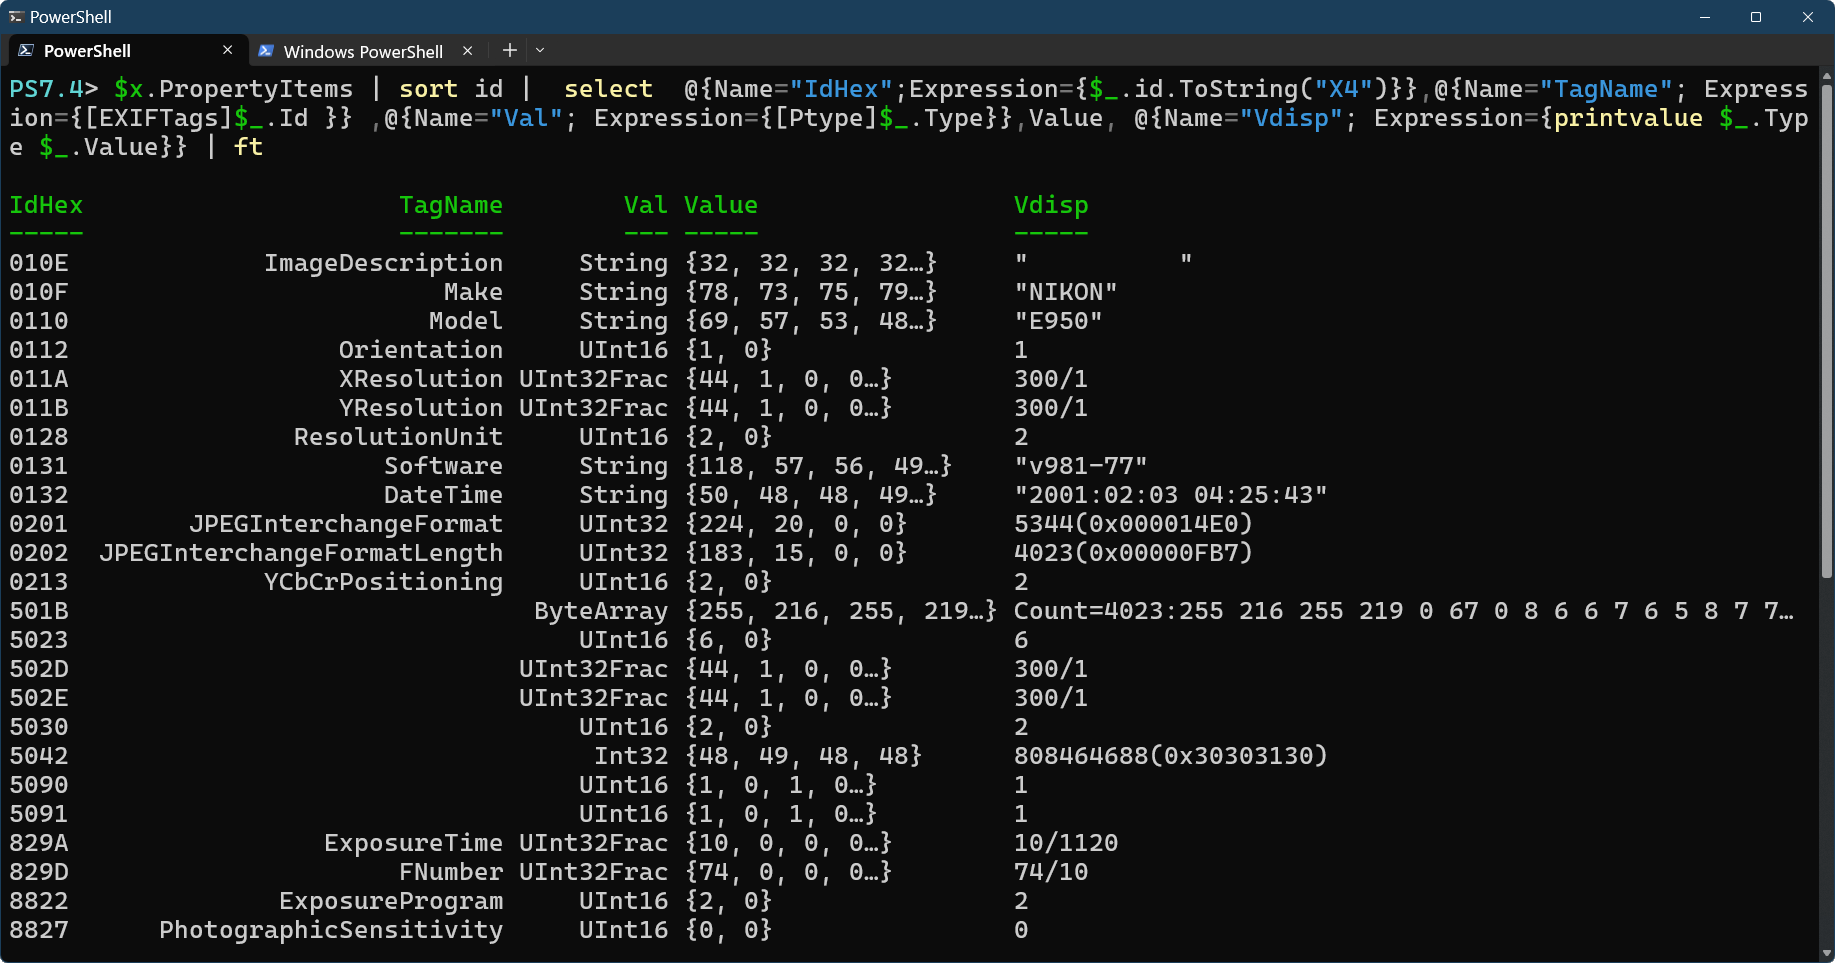 PowerShell
PowerShell
Windows PowerShell
PS7.4> $x.PropertyItems | sort id |  select  @{Name="IdHex";Expression={$_.id.ToString("X4")}},@{Name="TagName"; Express
ion={[EXIFTags]$_.Id }} ,@{Name="Val"; Expression={[Ptype]$_.Type}},Value, @{Name="Vdisp"; Expression={printvalue $_.Typ
e $_.Value}} | ft
IdHex TagName Val Value Vdisp
----- ------- --- ----- -----
010E ImageDescription String {32, 32, 32, 32…} "          "
010F Make String {78, 73, 75, 79…} "NIKON"
0110 Model String {69, 57, 53, 48…} "E950"
0112 Orientation UInt16 {1, 0} 1
011A XResolution UInt32Frac {44, 1, 0, 0…} 300/1
011B YResolution UInt32Frac {44, 1, 0, 0…} 300/1
0128 ResolutionUnit UInt16 {2, 0} 2
0131 Software String {118, 57, 56, 49…} "v981-77"
0132 DateTime String {50, 48, 48, 49…} "2001:02:03 04:25:43"
0201 JPEGInterchangeFormat UInt32 {224, 20, 0, 0} 5344(0x000014E0)
0202 JPEGInterchangeFormatLength UInt32 {183, 15, 0, 0} 4023(0x00000FB7)
0213 YCbCrPositioning UInt16 {2, 0} 2
501B ByteArray {255, 216, 255, 219…} Count=4023:255 216 255 219 0 67 0 8 6 6 7 6 5 8 7 7…
5023 UInt16 {6, 0} 6
502D UInt32Frac {44, 1, 0, 0…} 300/1
502E UInt32Frac {44, 1, 0, 0…} 300/1
5030 UInt16 {2, 0} 2
5042 Int32 {48, 49, 48, 48} 808464688(0x30303130)
5090 UInt16 {1, 0, 1, 0…} 1
5091 UInt16 {1, 0, 1, 0…} 1
829A ExposureTime UInt32Frac {10, 0, 0, 0…} 10/1120
829D FNumber UInt32Frac {74, 0, 0, 0…} 74/10
8822 ExposureProgram UInt16 {2, 0} 2
8827 PhotographicSensitivity UInt16 {0, 0} 0